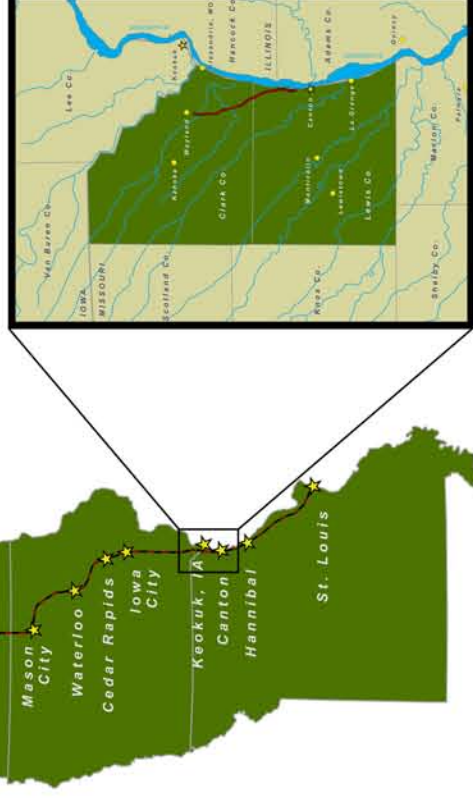 Mason
City
Waterloo
Cedar Rapids
Iowa
City
Keokuk, IA
Canton
Hannibal
St. Louis
Van Buren Co.
Lee Co.
IOWA
MISSOURI
Scotland Co.
Clark Co.
Kahoka
Wayland
Keokuk
Alexandria, MO
Hancock Co.
ILLINOIS
Adams Co.
Quincy
Knox Co.
Monticello
Lewistown
Lewis Co.
Canton
La Grange
Shelby Co.
Marion Co.
Palmyra